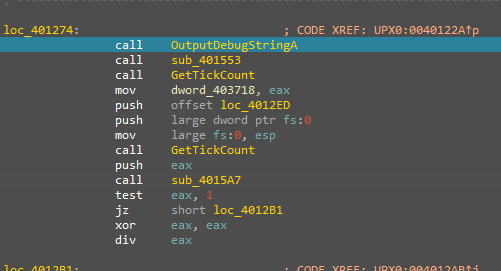 loc_401274: ; CODE XREF: UPX0:0040122A↑p
call OutputDebugStringA
call sub_401553
call GetTickCount
mov dword_403718, eax
push offset loc_4012ED
push large dword ptr fs:0
mov large fs:0, esp
call GetTickCount
push eax
call sub_4015A7
test eax, 1
jz short loc_4012B1
xor eax, eax
div eax
loc_4012B1: ; CODE XREF: UPX0:004012AB↑j